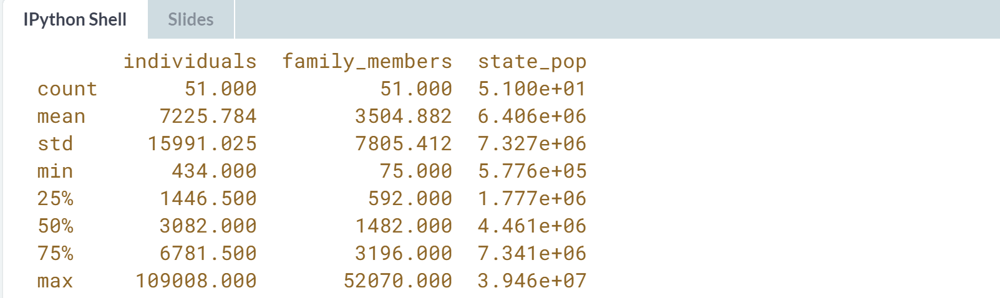 IPython Shell Slides
individuals family_members state_pop
count 51.000 51.000 5.100e+01
mean 7225.784 3504.882 6.406e+06
std 15991.025 7805.412 7.327e+06
min 434.000 75.000 5.776e+05
25% 1446.500 592.000 1.777e+06
50% 3082.000 1482.000 4.461e+06
75% 6781.500 3196.000 7.341e+06
max 109008.000 52070.000 3.946e+07